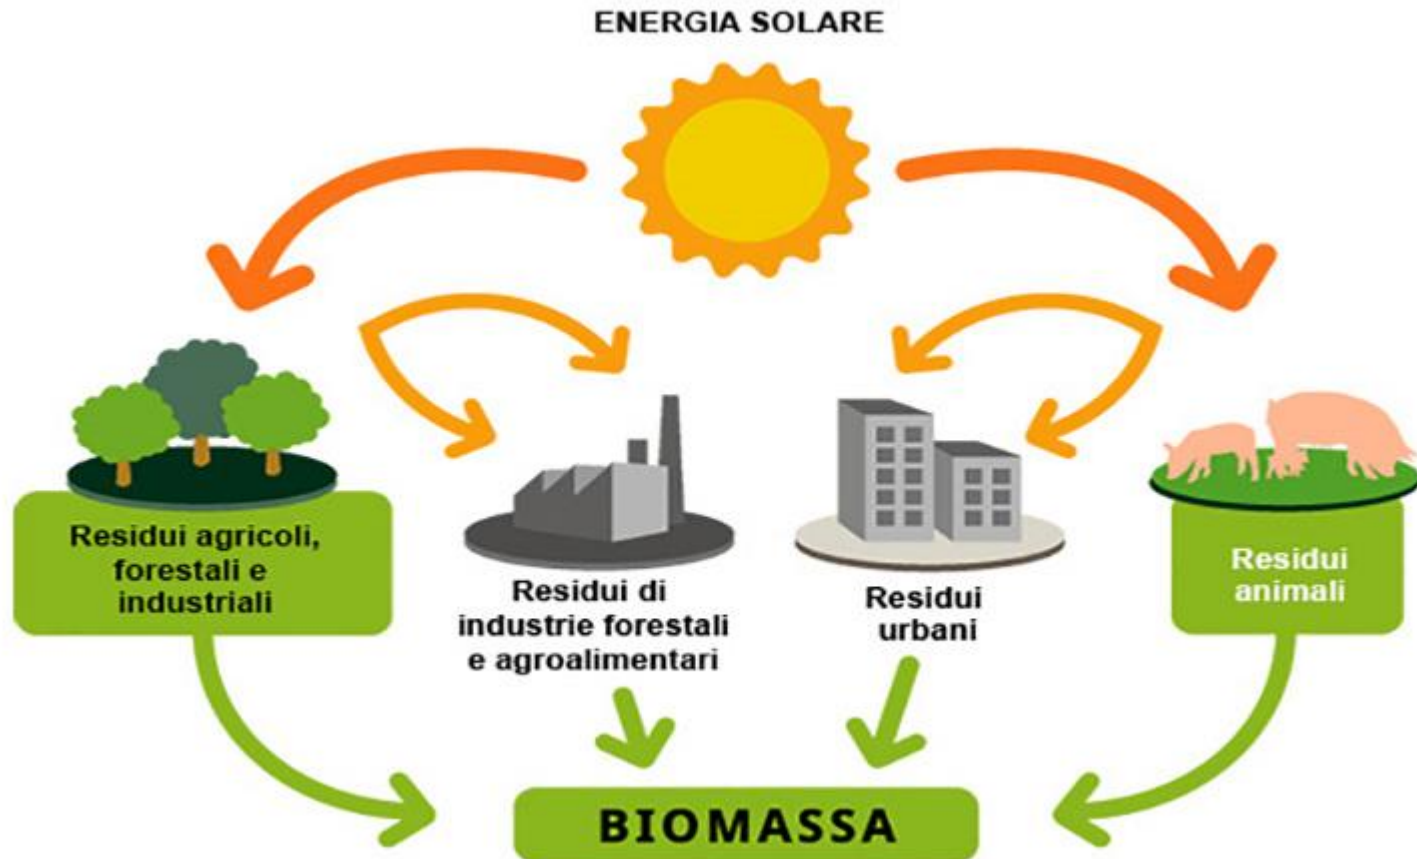 ENERGIA SOLARE
Residui agricoli,
forestali e
industriali
Residui di
industrie forestali
e agroalimentari
Residui
urbani
Residui
animali
BIOMASSA